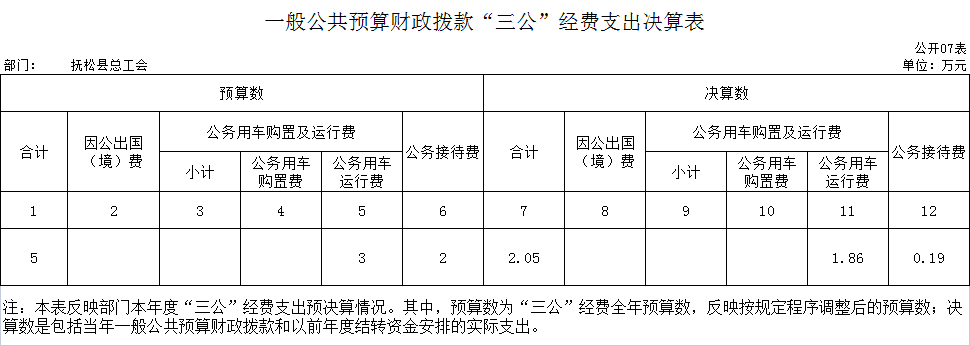 一般公共预算财政拨款“三公”经费支出决算表
公开07表
部门： 抚松县总工会 单位：万元
预算数 决算数
合计 因公出国（境）费 公务用车购置及运行费 公务接待费 合计 因公出国（境）费 公务用车购置及运行费 公务接待费
小计 公务用车购置费 公务用车运行费 小计 公务用车购置费 公务用车运行费
1 2 3 4 5 6 7 8 9 10 11 12
5 3 2 2.05 1.86 0.19
注：本表反映部门本年度“三公”经费支出预决算情况。其中，预算数为“三公”经费全年预算数，反映按规定程序调整后的预算数；决
算数是包括当年一般公共预算财政拨款和以前年度结转资金安排的实际支出。